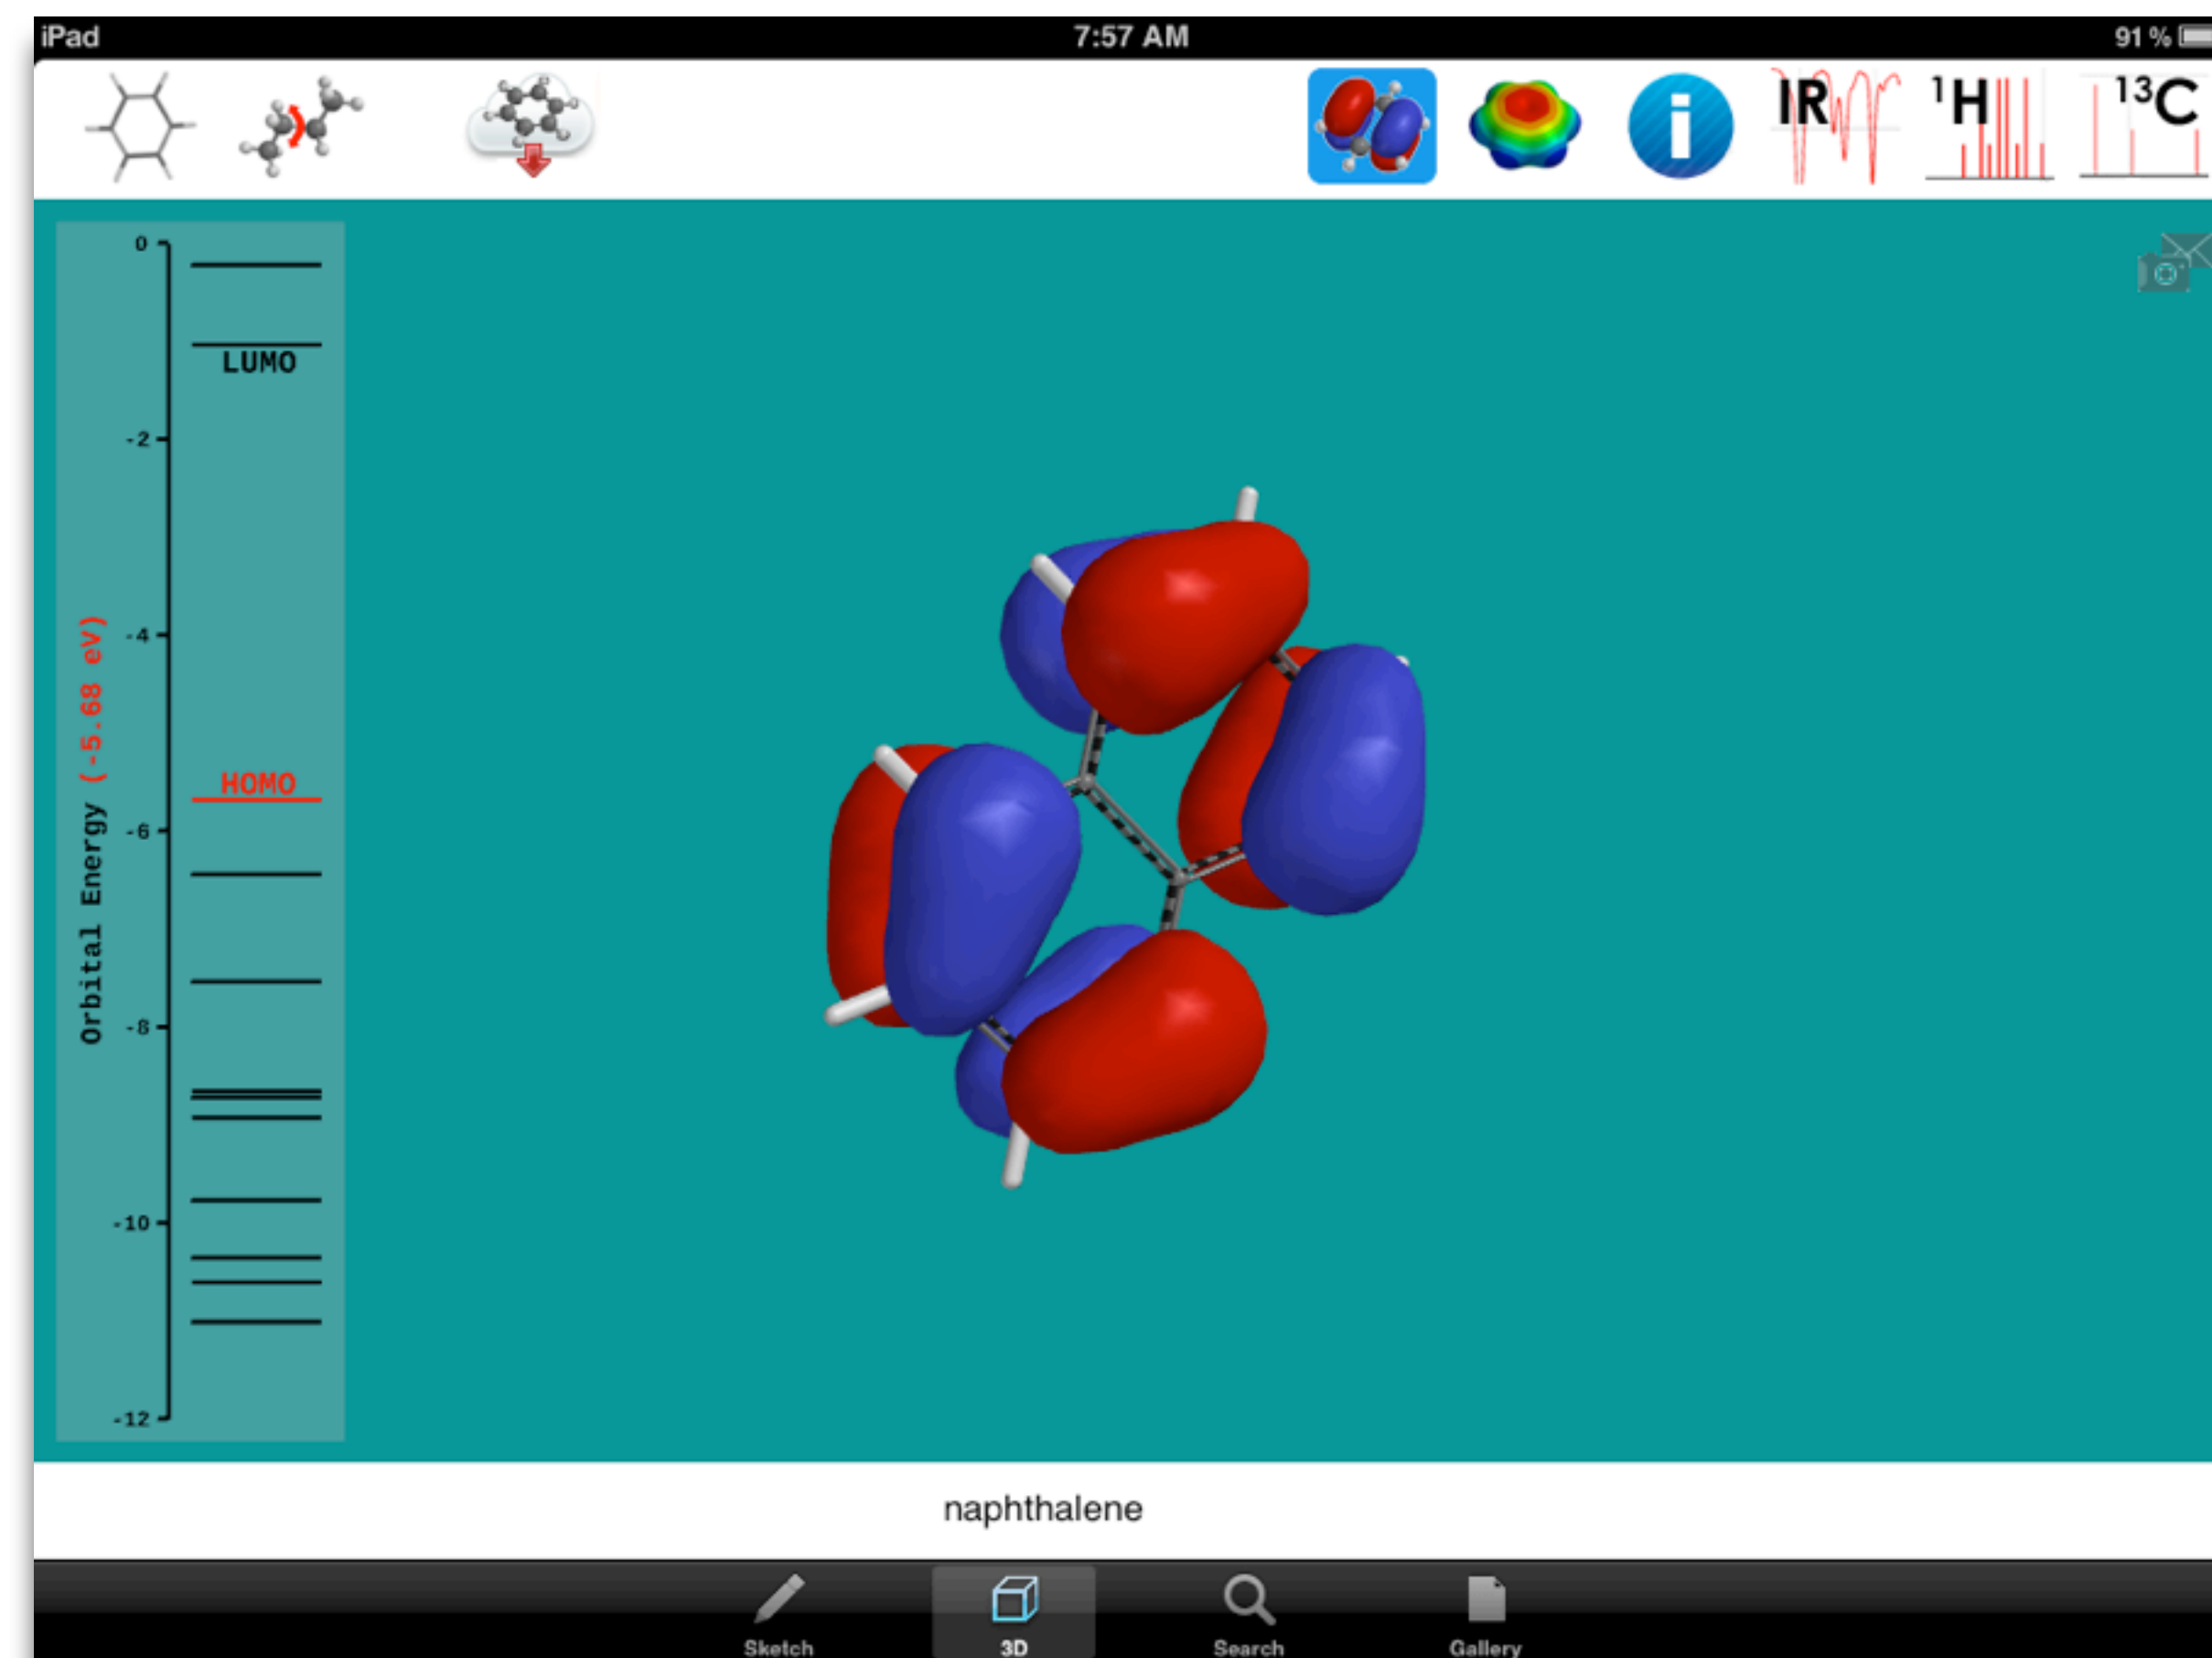 iPad 7:57 AM 91 %
i IR ¹H ¹³C
0
LUMO
-2
-4
Orbital Energy (-5.68 eV)
HOMO
-6
-8
-10
-12
naphthalene
Sketch 3D Search Gallery